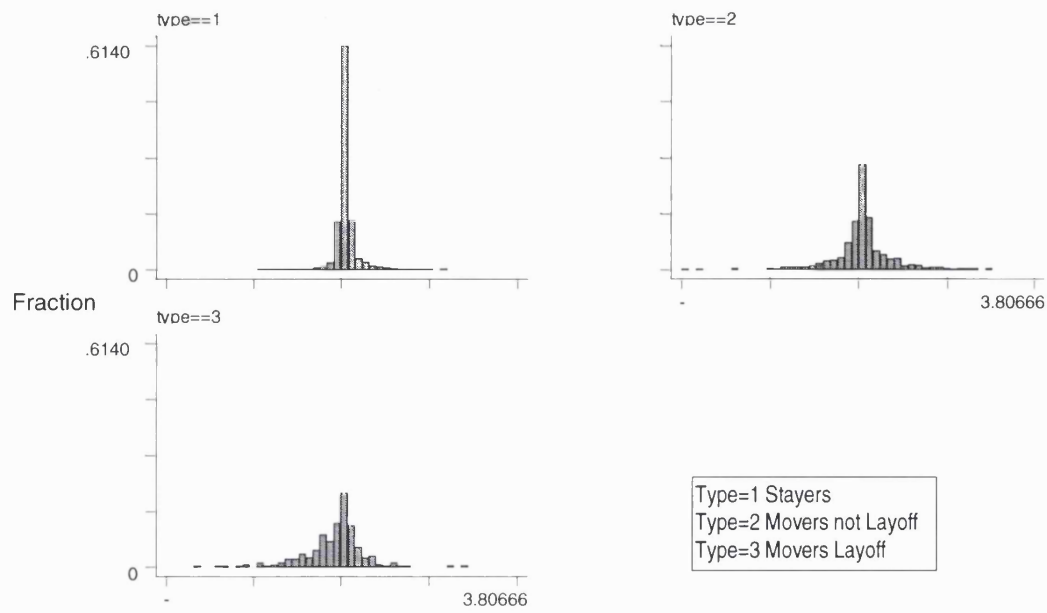 type==1
type==2
.6140
0
-
3.80666
Fraction
type==3
.6140
0
-
3.80666
Type=1 Stayers
Type=2 Movers not Layoff
Type=3 Movers Layoff